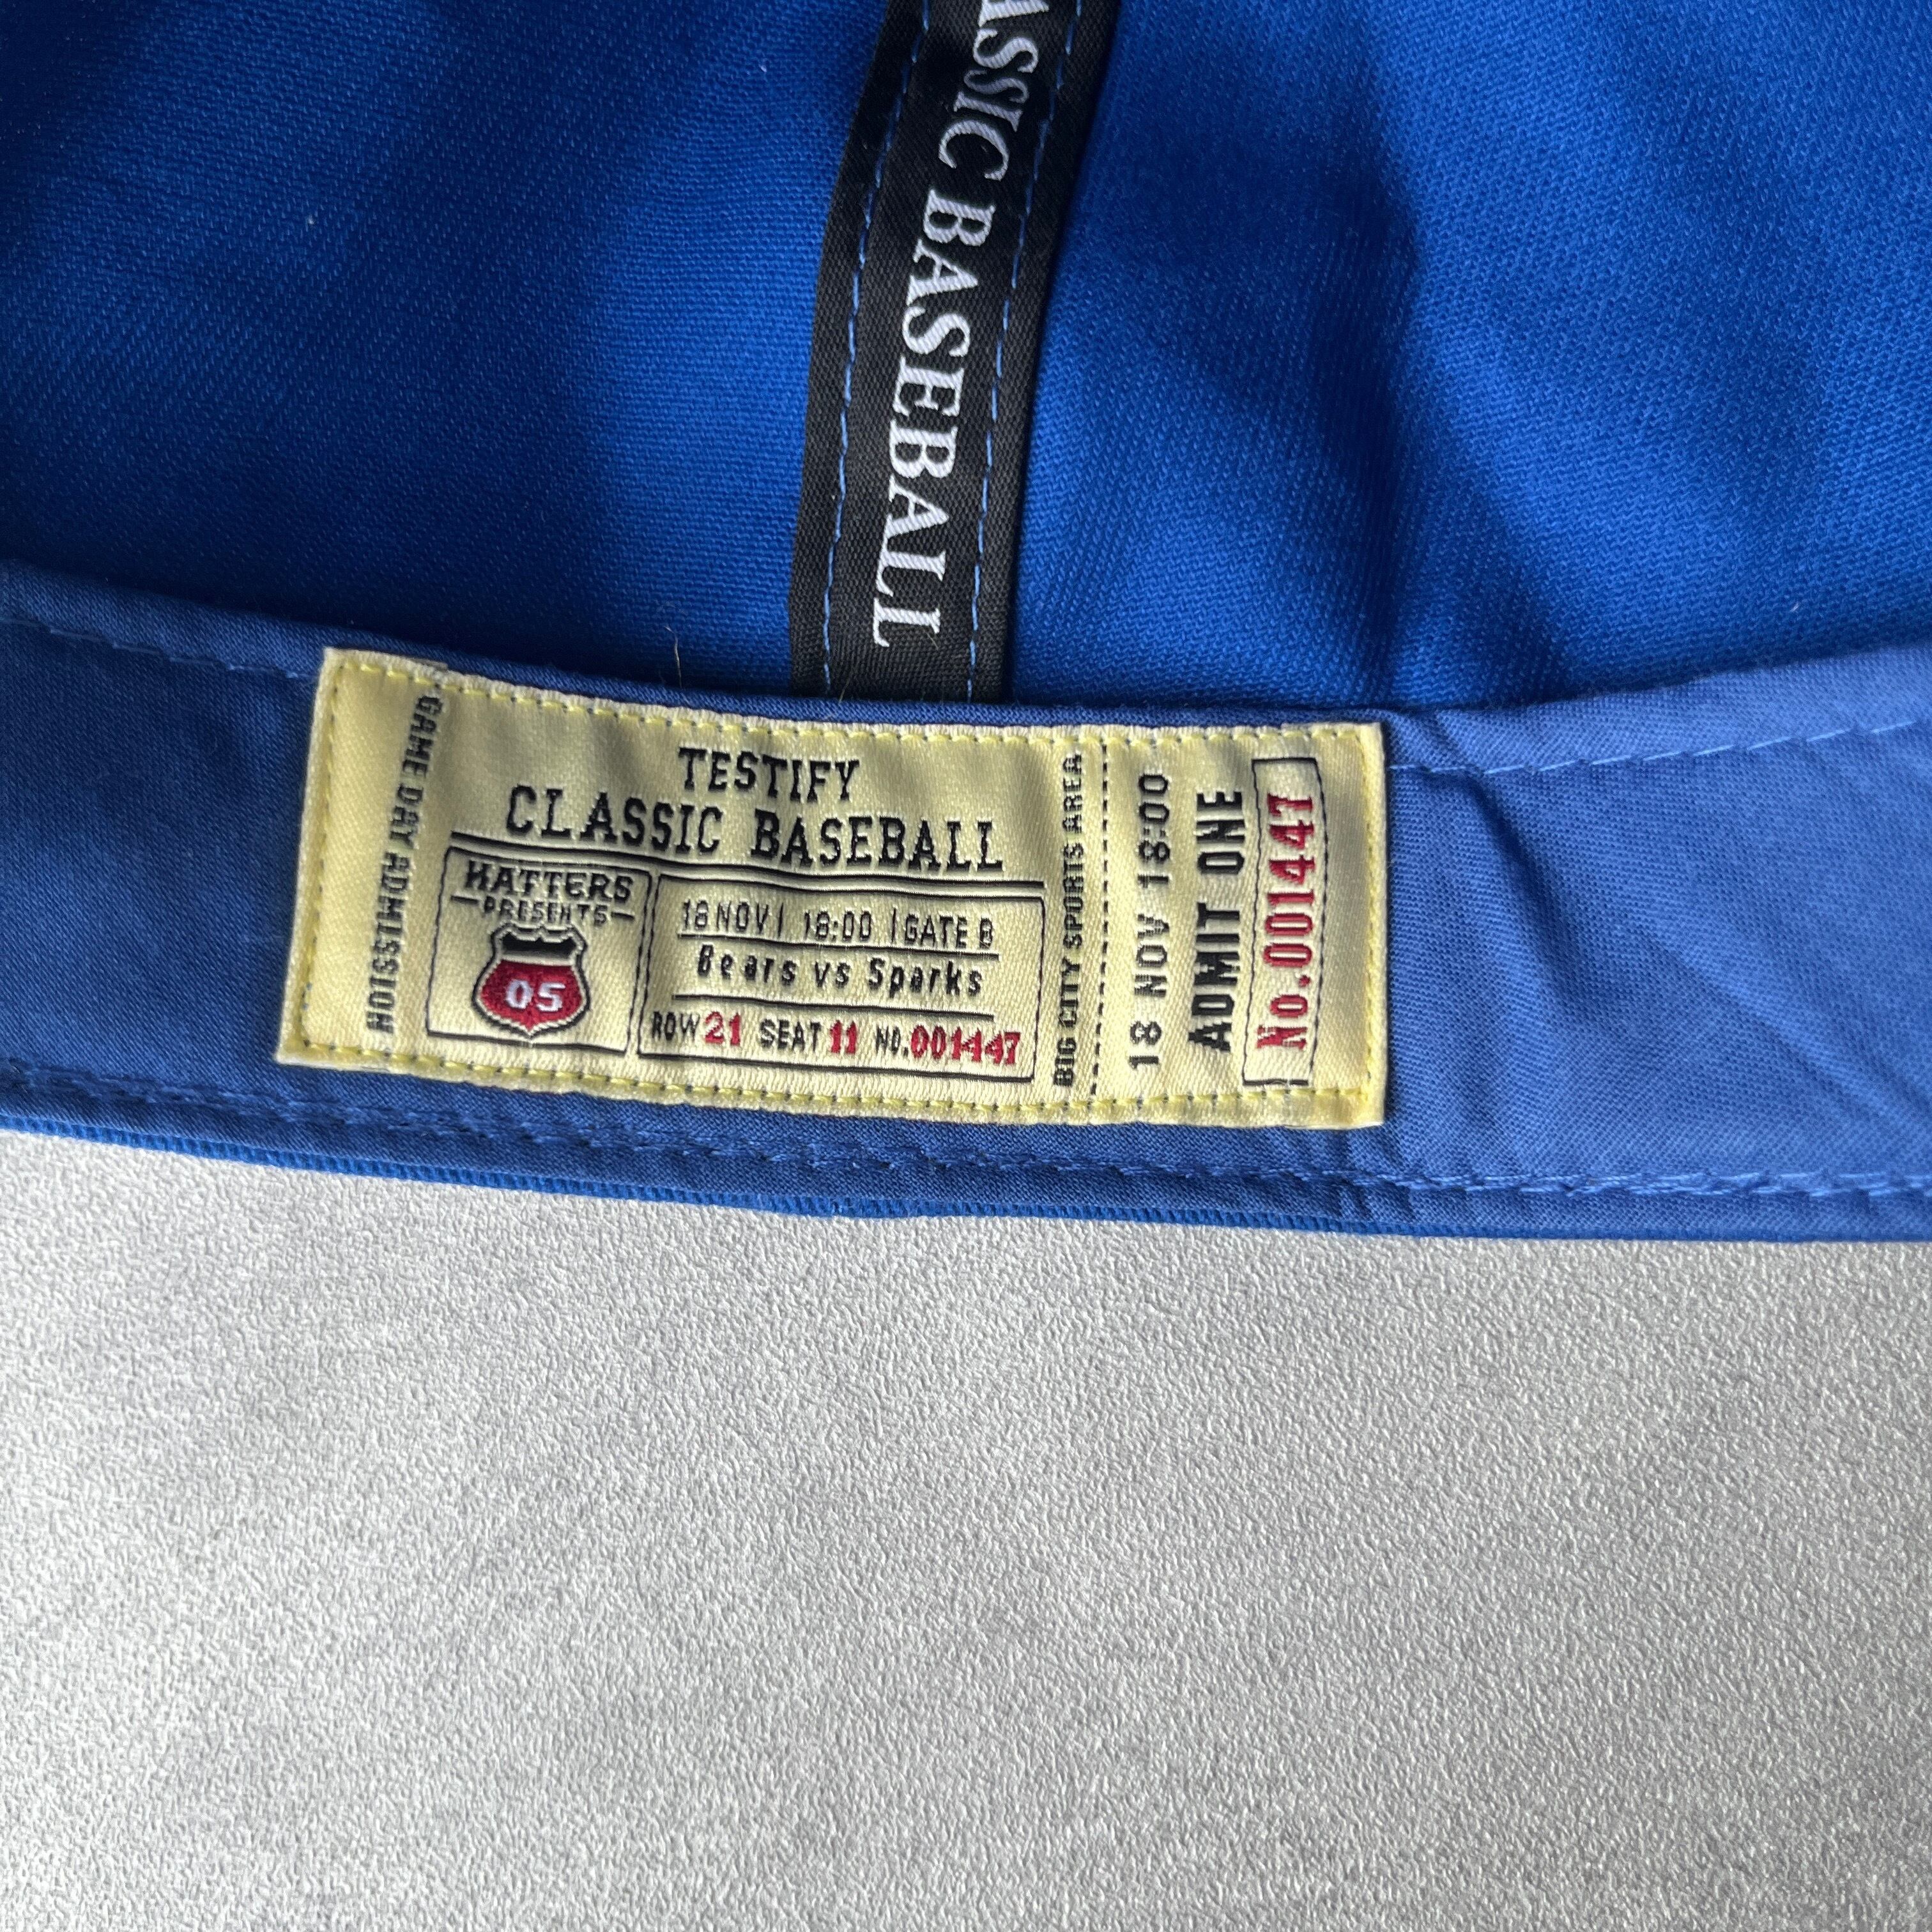 ASSIC BASEBALL
GAME DAY ADMISSION
TESTIFY
CLASSIC BASEBALL
HATTERS
PRESENTS
05
18 NOV | 18:00 | GATE B
Bears vs Sparks
ROW 21 SEAT 11 NO.001447
BIG CITY SPORTS AREA
18 NOV 18:00
ADMIT ONE
No.001447